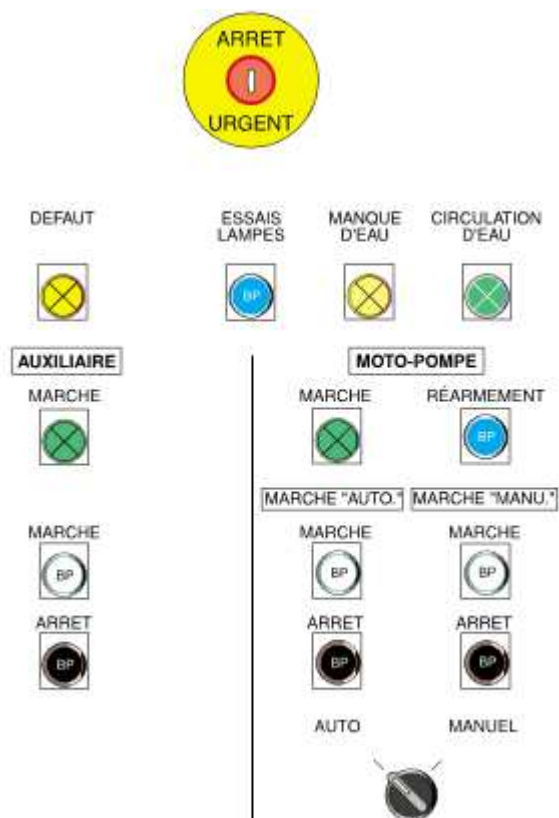 ARRET
URGENT
DEFAUT
ESSAIS
LAMPES
MANQUE
D'EAU
CIRCULATION
D'EAU
BP
AUXILIAIRE
MOTO-POMPE
MARCHE
MARCHE
RÉARMEMENT
BP
MARCHE "AUTO."
MARCHE "MANU."
MARCHE
MARCHE
MARCHE
BP
BP
BP
ARRET
ARRET
ARRET
BP
BP
BP
AUTO
MANUEL